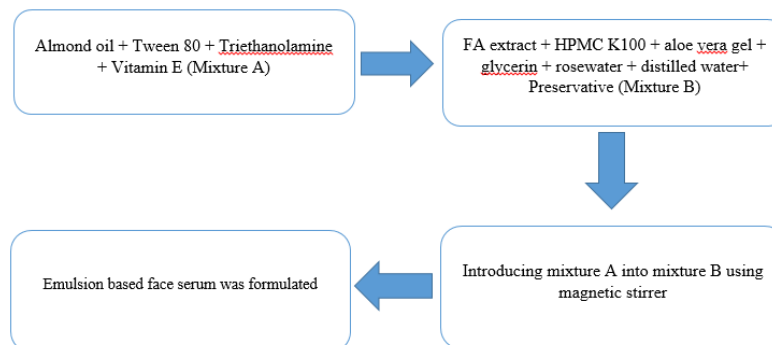 Almond oil + Tween 80 + Triethanolamine
+ Vitamin E (Mixture A)
FA extract + HPMC K100 + aloe vera gel +
glycerin + rosewater + distilled water+
Preservative (Mixture B)
Introducing mixture A into mixture B using
magnetic stirrer
Emulsion based face serum was formulated